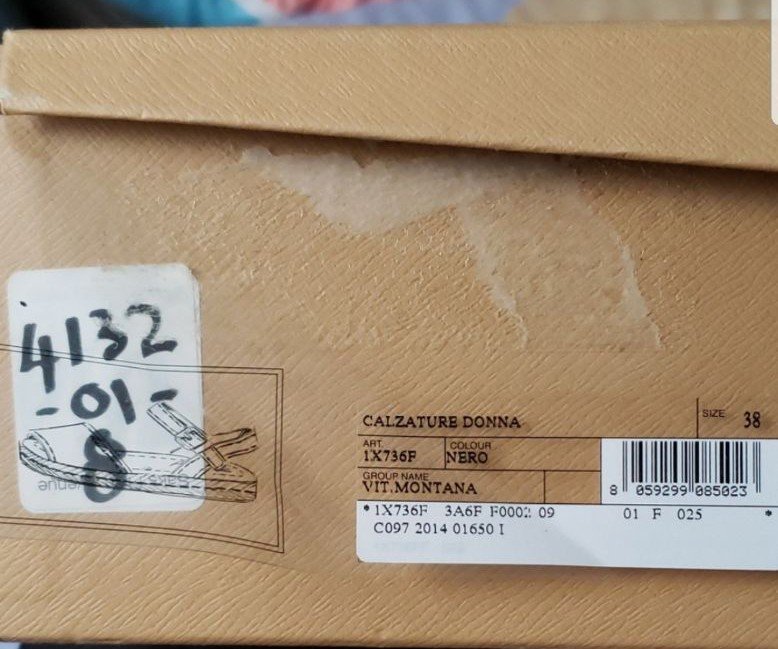 4132
-01-
8
CALZATURE DONNA
SIZE 38
ART. COLOUR
1X736F NERO
GROUP NAME
VIT.MONTANA
8 059299 085023
*1X736F 3A6F F0002 09 01 F 025 *
C097 2014 01650 I